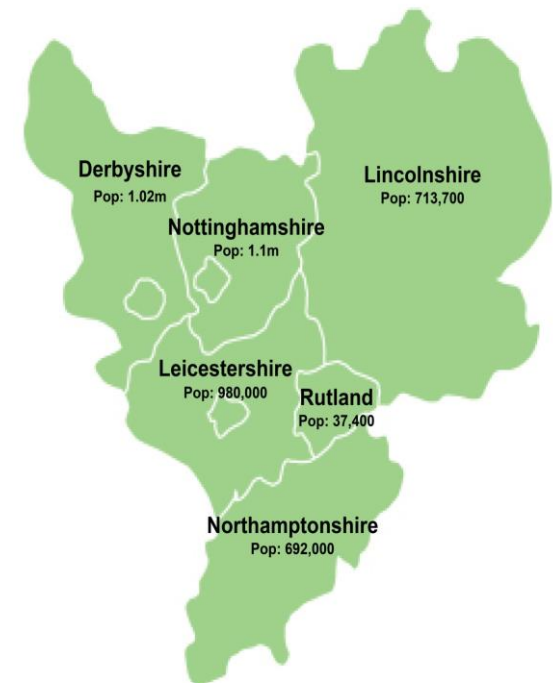 Derbyshire
Pop: 1.02m
Lincolnshire
Pop: 713,700
Nottinghamshire
Pop: 1.1m
Leicestershire
Pop: 980,000
Rutland
Pop: 37,400
Northamptonshire
Pop: 692,000